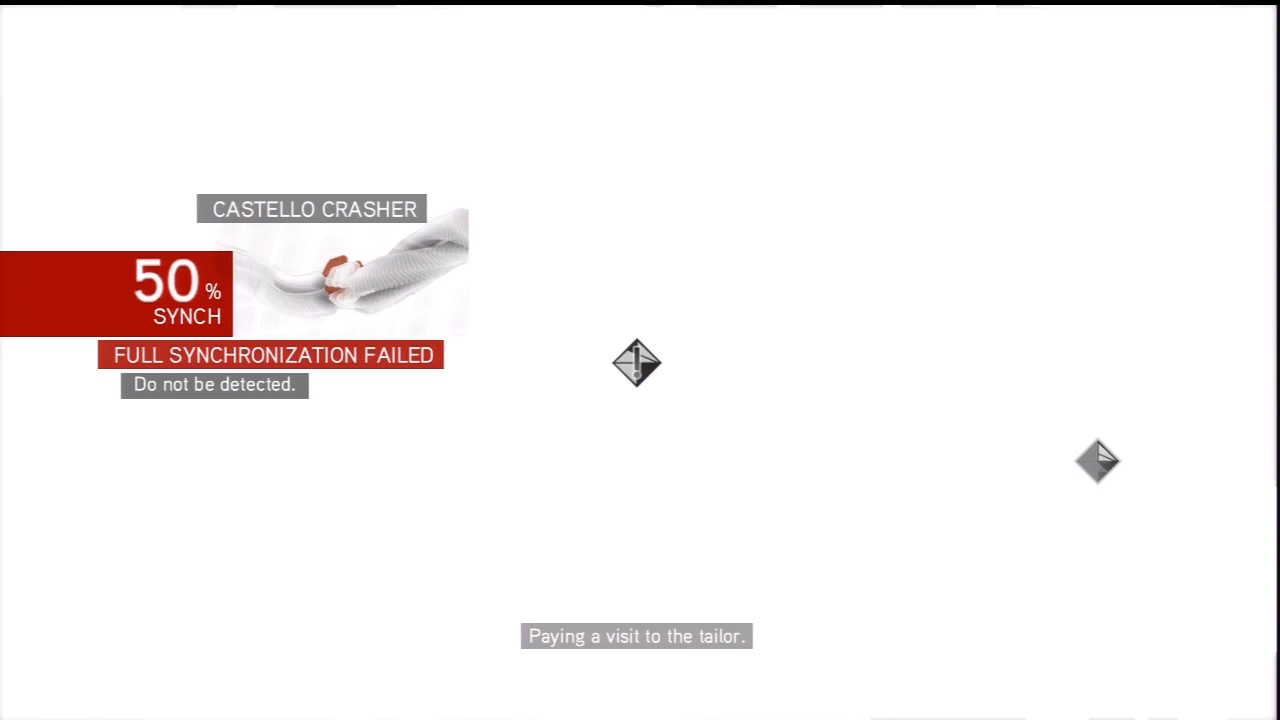 CASTELLO CRASHER
50 %
SYNCH
FULL SYNCHRONIZATION FAILED
Do not be detected.
Paying a visit to the tailor.